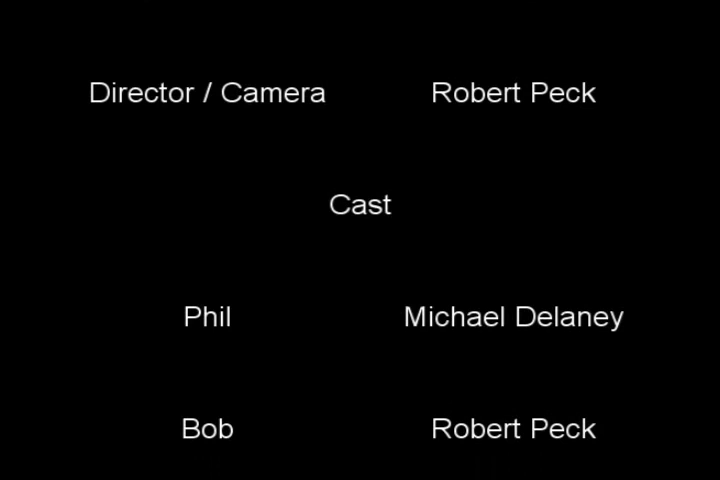 Director / Camera Robert Peck
Cast
Phil Michael Delaney
Bob Robert Peck